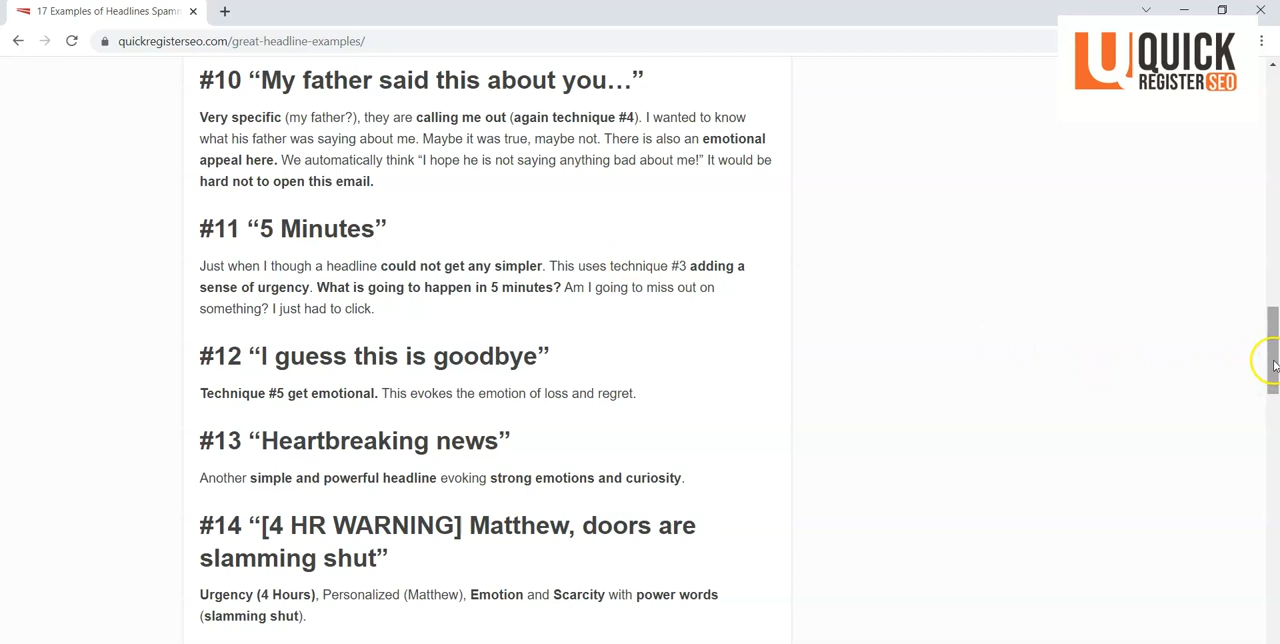 17 Examples of Headlines Spamm
quickregisterseo.com/great-headline-examples/
QUICK
REGISTER SEO
#10 “My father said this about you…”
Very specific (my father?), they are calling me out (again technique #4). I wanted to know
what his father was saying about me. Maybe it was true, maybe not. There is also an emotional
appeal here. We automatically think “I hope he is not saying anything bad about me!” It would be
hard not to open this email.
#11 “5 Minutes”
Just when I though a headline could not get any simpler. This uses technique #3 adding a
sense of urgency. What is going to happen in 5 minutes? Am I going to miss out on
something? I just had to click.
#12 “I guess this is goodbye”
Technique #5 get emotional. This evokes the emotion of loss and regret.
#13 “Heartbreaking news”
Another simple and powerful headline evoking strong emotions and curiosity.
#14 “[4 HR WARNING] Matthew, doors are
slamming shut”
Urgency (4 Hours), Personalized (Matthew), Emotion and Scarcity with power words
(slamming shut).